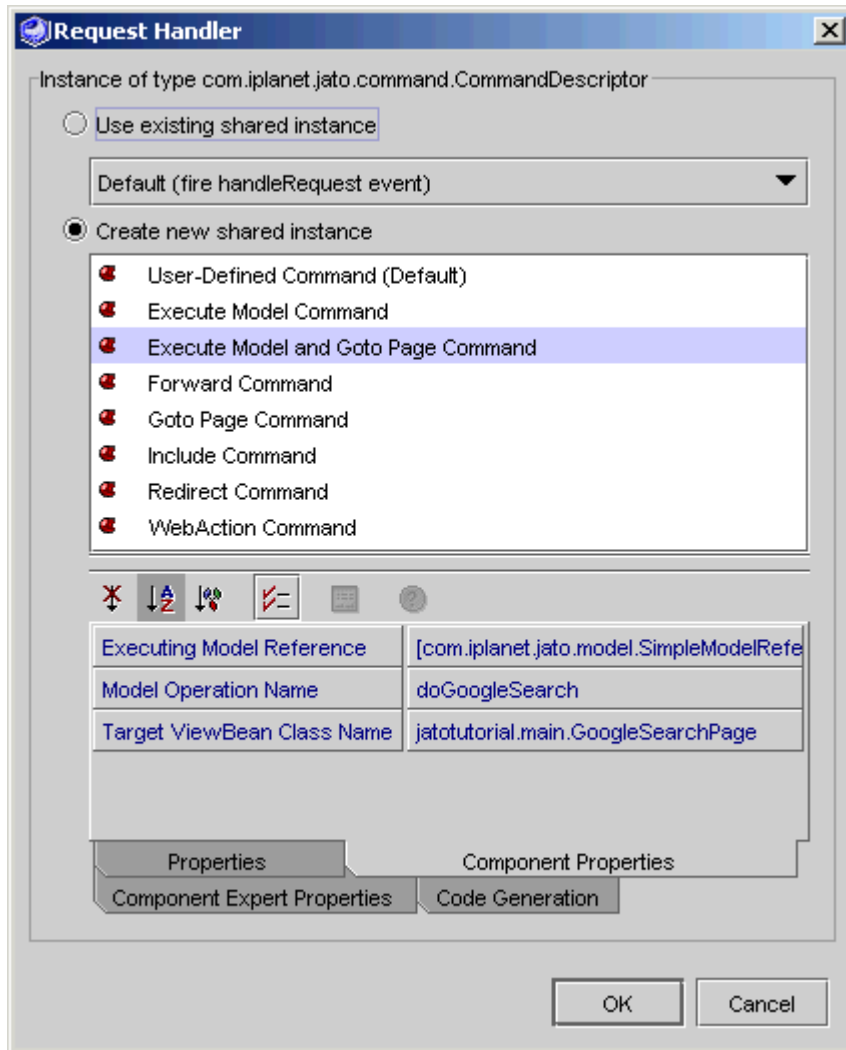 Request Handler
Instance of type com.iplanet.jato.command.CommandDescriptor
Use existing shared instance
Default (fire handleRequest event)
Create new shared instance
User-Defined Command (Default)
Execute Model Command
Execute Model and Goto Page Command
Forward Command
Goto Page Command
Include Command
Redirect Command
WebAction Command
Executing Model Reference [com.iplanet.jato.model.SimpleModelRefe
Model Operation Name doGoogleSearch
Target ViewBean Class Name jatotutorial.main.GoogleSearchPage
Properties Component Properties
Component Expert Properties Code Generation
OK Cancel